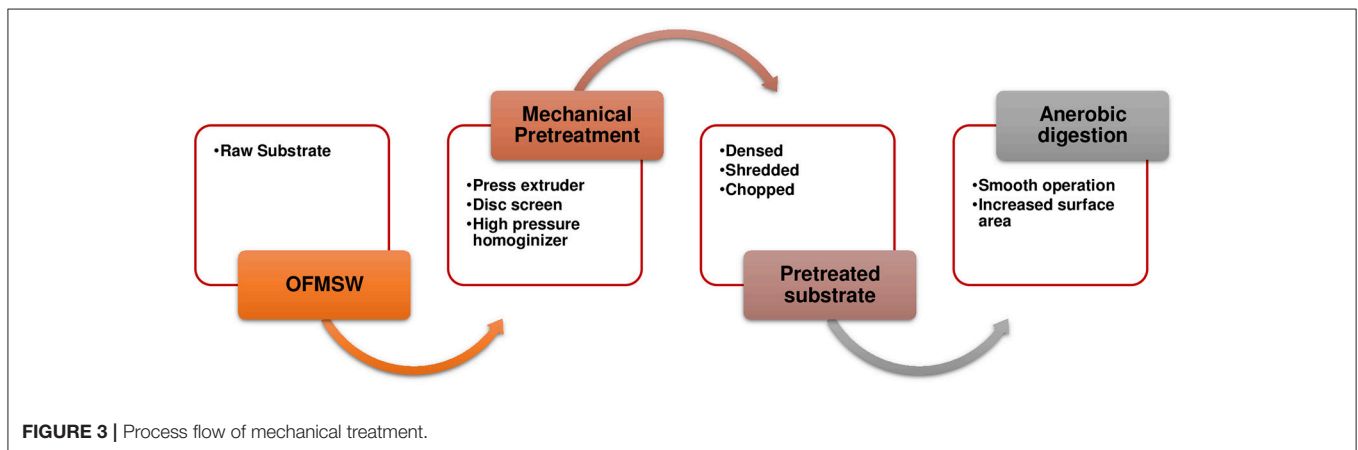 •Raw Substrate
OFMSW
Mechanical
Pretreatment
•Press extruder
•Disc screen
•High pressure
homoginizer
•Densed
•Shredded
•Chopped
Pretreated
substrate
Anerobic
digestion
•Smooth operation
•Increased surface
area
FIGURE 3 | Process flow of mechanical treatment.